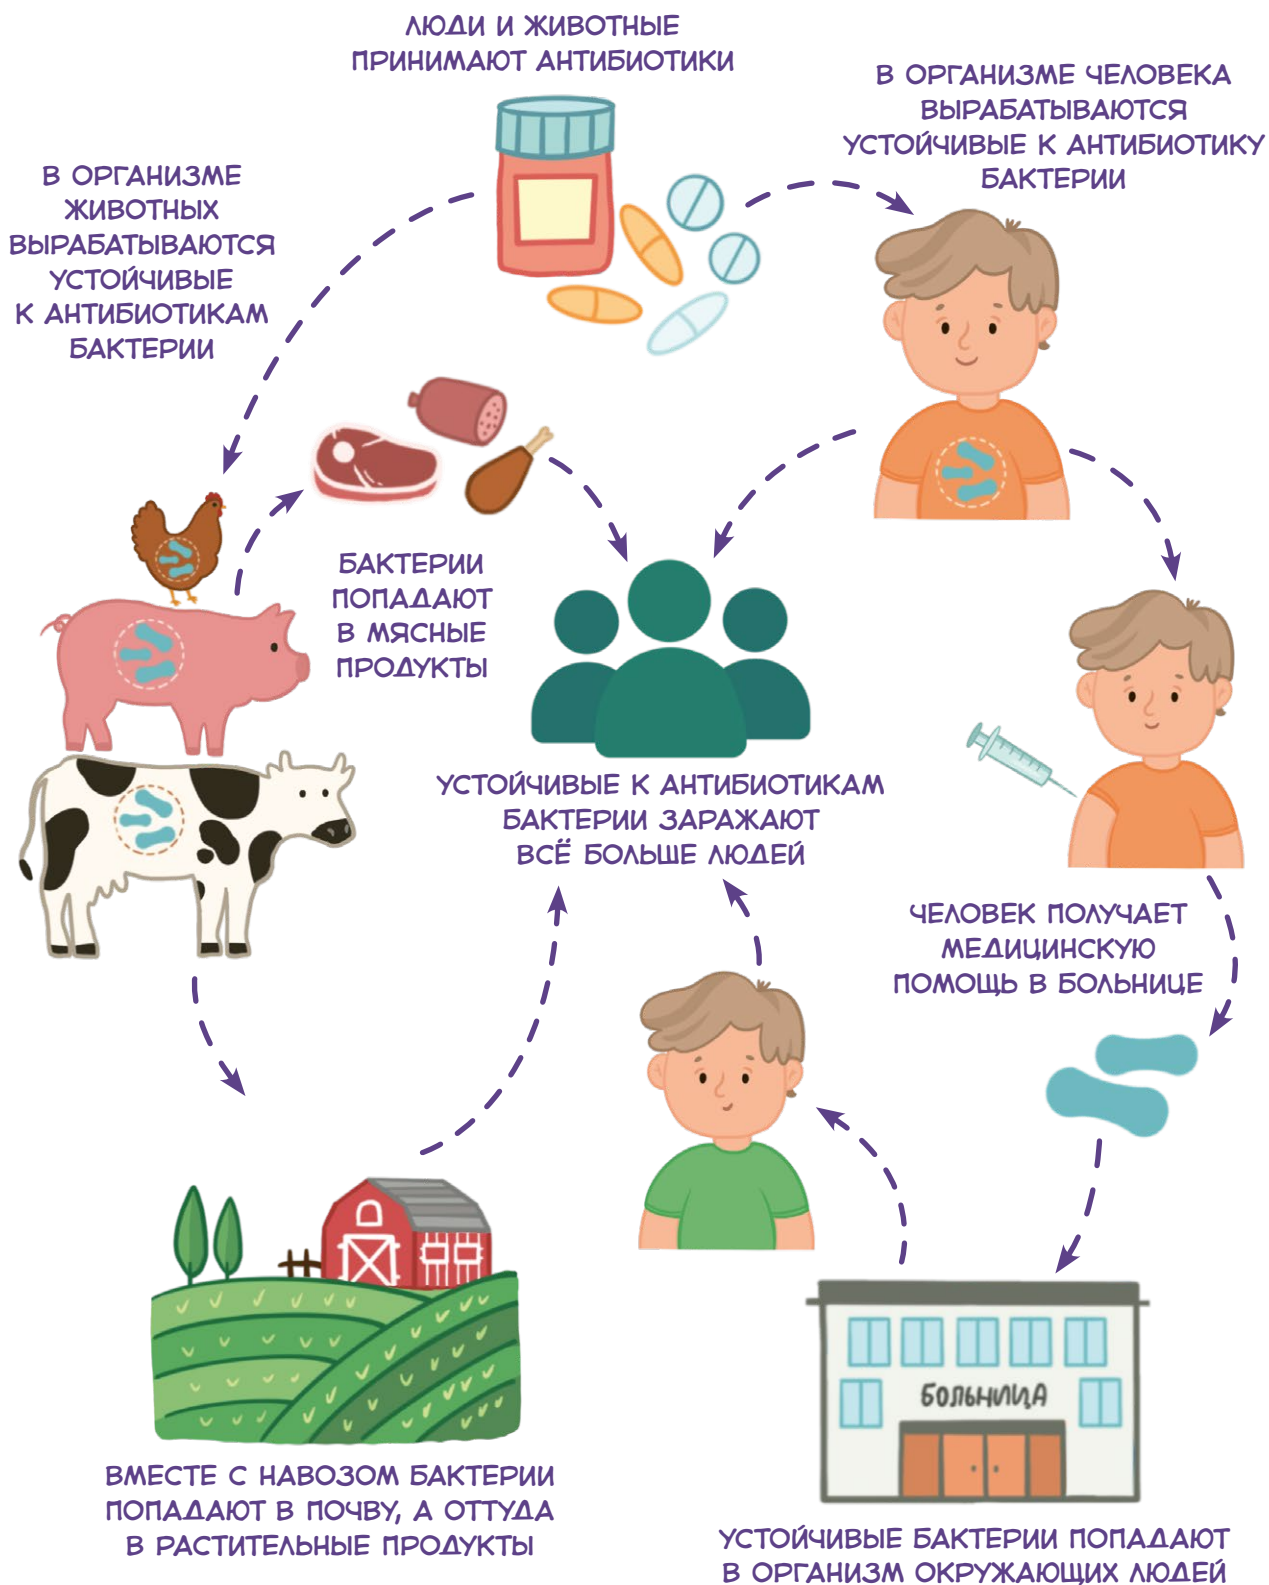 ЛЮДИ И ЖИВОТНЫЕ
ПРИНИМАЮТ АНТИБИОТИКИ
В ОРГАНИЗМЕ ЧЕЛОВЕКА
ВЫРАБАТЫВАЮТСЯ
УСТОЙЧИВЫЕ К АНТИБИОТИКУ
БАКТЕРИИ
В ОРГАНИЗМЕ
ЖИВОТНЫХ
ВЫРАБАТЫВАЮТСЯ
УСТОЙЧИВЫЕ
К АНТИБИОТИКАМ
БАКТЕРИИ
БАКТЕРИИ
ПОПАДАЮТ
В МЯСНЫЕ
ПРОДУКТЫ
УСТОЙЧИВЫЕ К АНТИБИОТИКАМ
БАКТЕРИИ ЗАРАЖАЮТ
ВСЁ БОЛЬШЕ ЛЮДЕЙ
ЧЕЛОВЕК ПОЛУЧАЕТ
МЕДИЦИНСКУЮ
ПОМОЩЬ В БОЛЬНИЦЕ
БОЛЬНИЦА
ВМЕСТЕ С НАВОЗОМ БАКТЕРИИ
ПОПАДАЮТ В ПОЧВУ, А ОТТУДА
В РАСТИТЕЛЬНЫЕ ПРОДУКТЫ
УСТОЙЧИВЫЕ БАКТЕРИИ ПОПАДАЮТ
В ОРГАНИЗМ ОКРУЖАЮЩИХ ЛЮДЕЙ